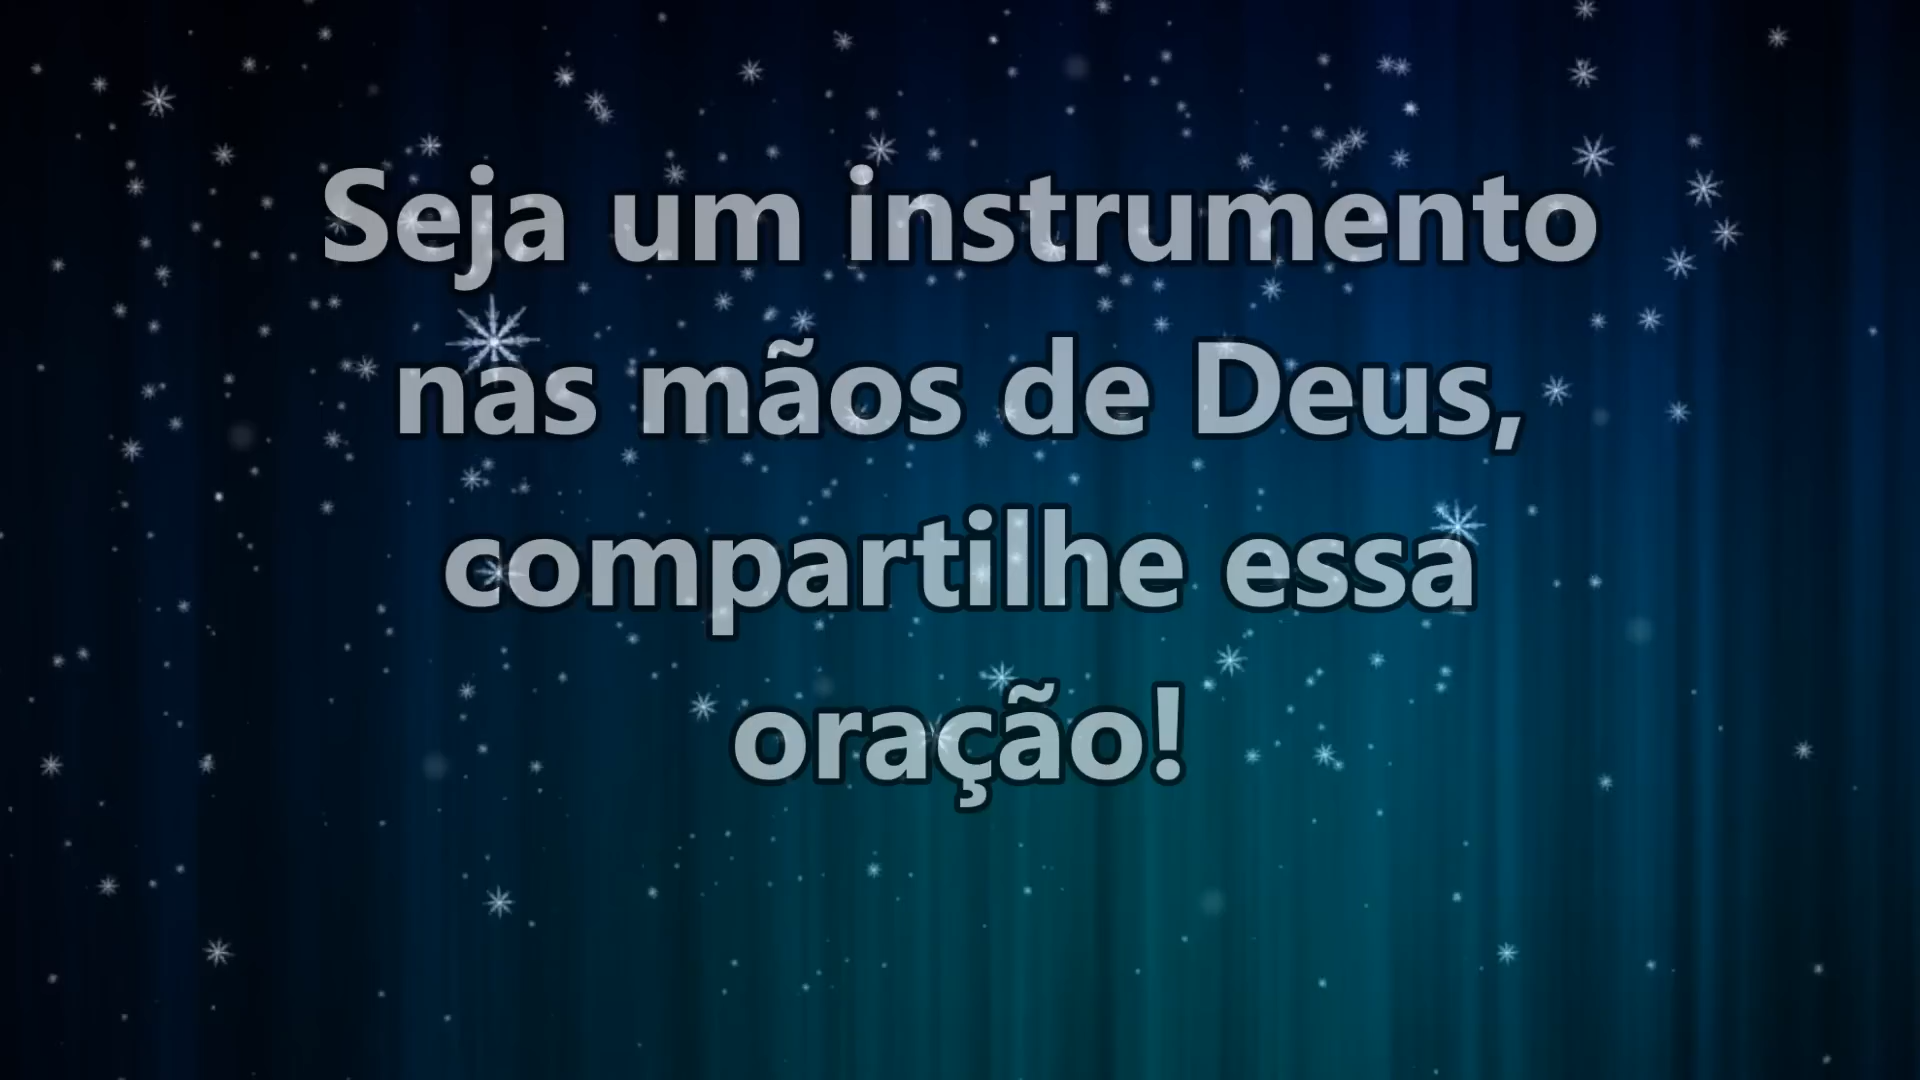 Seja um instrumento
nas mãos de Deus,
compartilhe essa
oração!